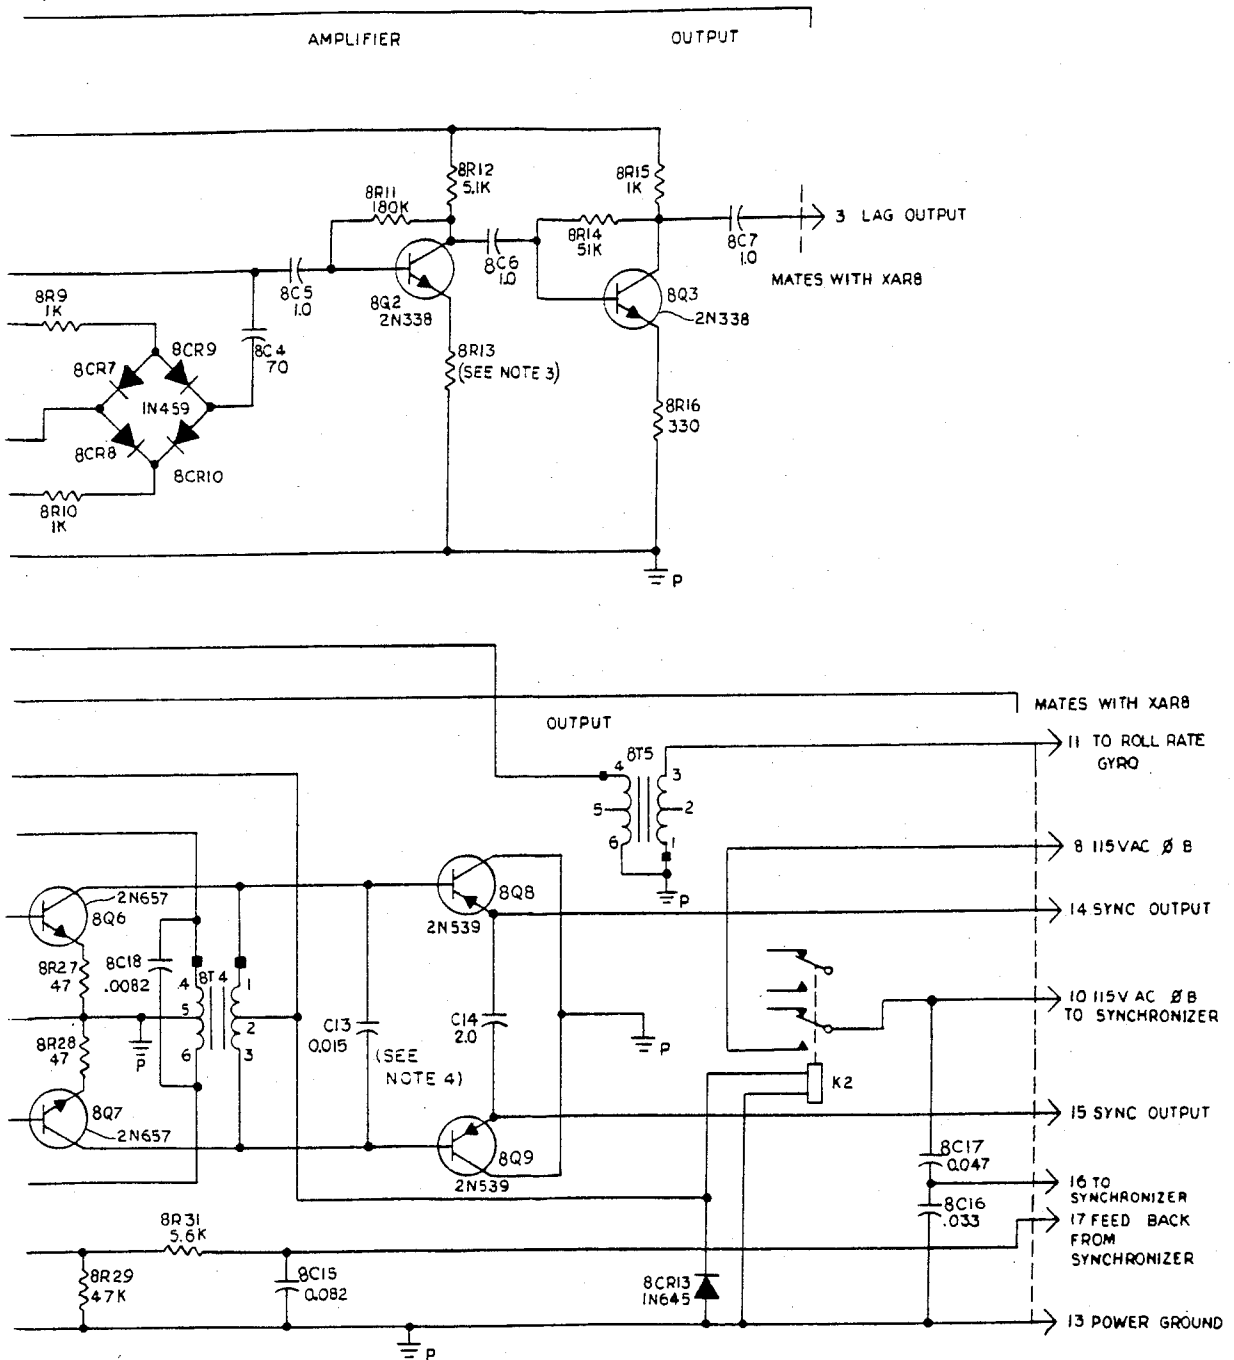 AMPLIFIER
OUTPUT
8R12
5.1K
8R15
1K
8R11
180K
3 LAG OUTPUT
8R14
51K
8C7
1.0
8C6
1.0
8C5
1.0
MATES WITH XAR8
8Q2
2N338
8Q3
2N338
8R9
1K
8C4
70
8CR9
8CR7
8R13
(SEE NOTE 3)
IN459
8R16
330
8CR8
8CR10
8R10
1K
P
MATES WITH XAR8
OUTPUT
11 TO ROLL RATE
GYRO
8T5
4
3
5
2
6
1
8 115VAC Ø B
P
2N657
8Q6
8Q8
2N539
14 SYNC OUTPUT
8R27
47
8C18
.0082
8T4
4
1
5
2
6
3
P
10 115V AC Ø B
TO SYNCHRONIZER
C13
0.015
C14
2.0
P
8R28
47
(SEE
NOTE 4)
K2
8Q7
2N657
15 SYNC OUTPUT
8Q9
2N539
8C17
0.047
16 TO
SYNCHRONIZER
8C16
.033
17 FEED BACK
FROM
SYNCHRONIZER
8R31
5.6K
8R29
47K
8C15
0.082
8CR13
IN645
13 POWER GROUND
P